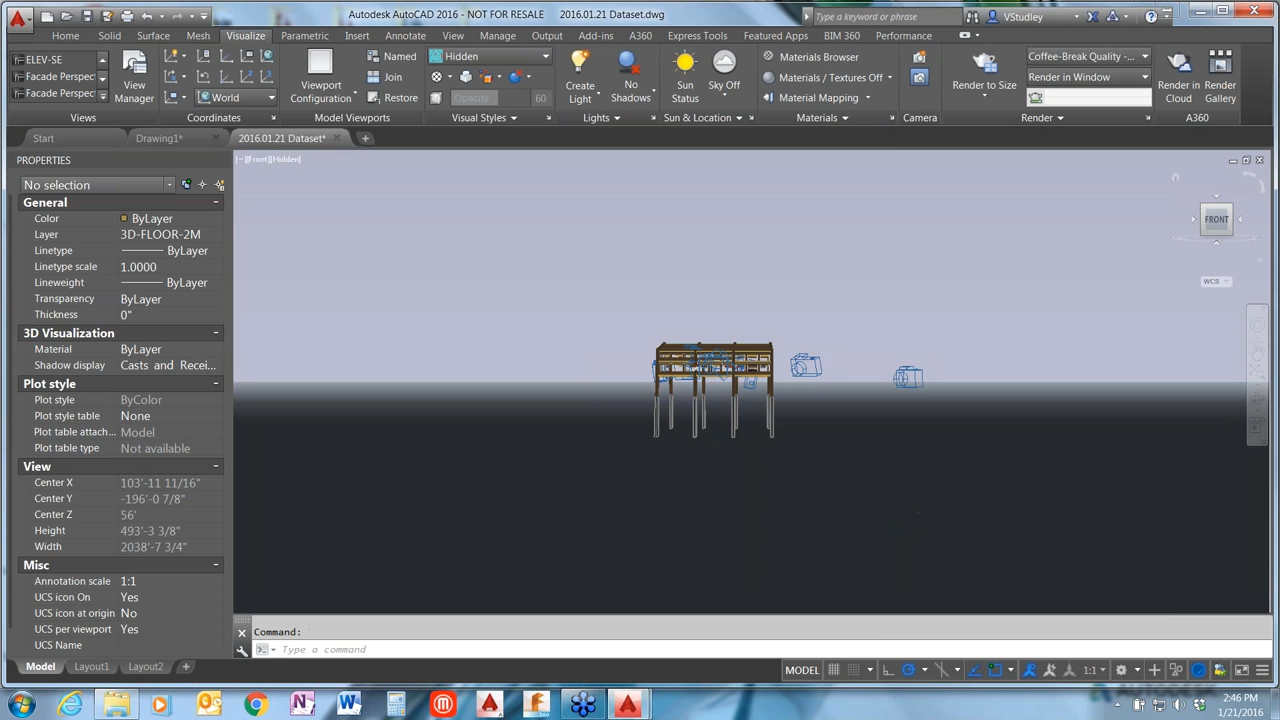 Autodesk AutoCAD 2016 - NOT FOR RESALE 2016.01.21 Dataset.dwg
Type a keyword or phrase
VStudley
Home Solid Surface Mesh Visualize Parametric Insert Annotate View Manage Output Add-ins A360 Express Tools Featured Apps BIM 360 Performance
ELEV-SE
Facade Perspect
Facade Perspect
View
Manager
Views
World
Coordinates
Viewport
Configuration
Named
Join
Restore
Model Viewports
Hidden
Opacity 60
Visual Styles
Create
Light
No
Shadows
Lights
Sun
Status
Sky Off
Sun & Location
Materials Browser
Materials / Textures Off
Material Mapping
Materials
Camera
Render to Size
Coffee-Break Quality - ...
Render in Window
Render
Render in
Cloud
Render
Gallery
A360
Start Drawing1* 2016.01.21 Dataset*
PROPERTIES
No selection
General
Color ByLayer
Layer 3D-FLOOR-2M
Linetype ByLayer
Linetype scale 1.0000
Lineweight ByLayer
Transparency ByLayer
Thickness 0"
3D Visualization
Material ByLayer
Shadow display Casts and Recei...
Plot style
Plot style ByColor
Plot style table None
Plot table attach... Model
Plot table type Not available
View
Center X 103'-11 11/16"
Center Y -196'-0 7/8"
Center Z 56'
Height 493'-3 3/8"
Width 2038'-7 3/4"
Misc
Annotation scale 1:1
UCS icon On Yes
UCS icon at origin No
UCS per viewport Yes
UCS Name
[−][Front][Hidden]
FRONT
WCS
Command:
Type a command
Model Layout1 Layout2
MODEL 1:1
2:46 PM
1/21/2016